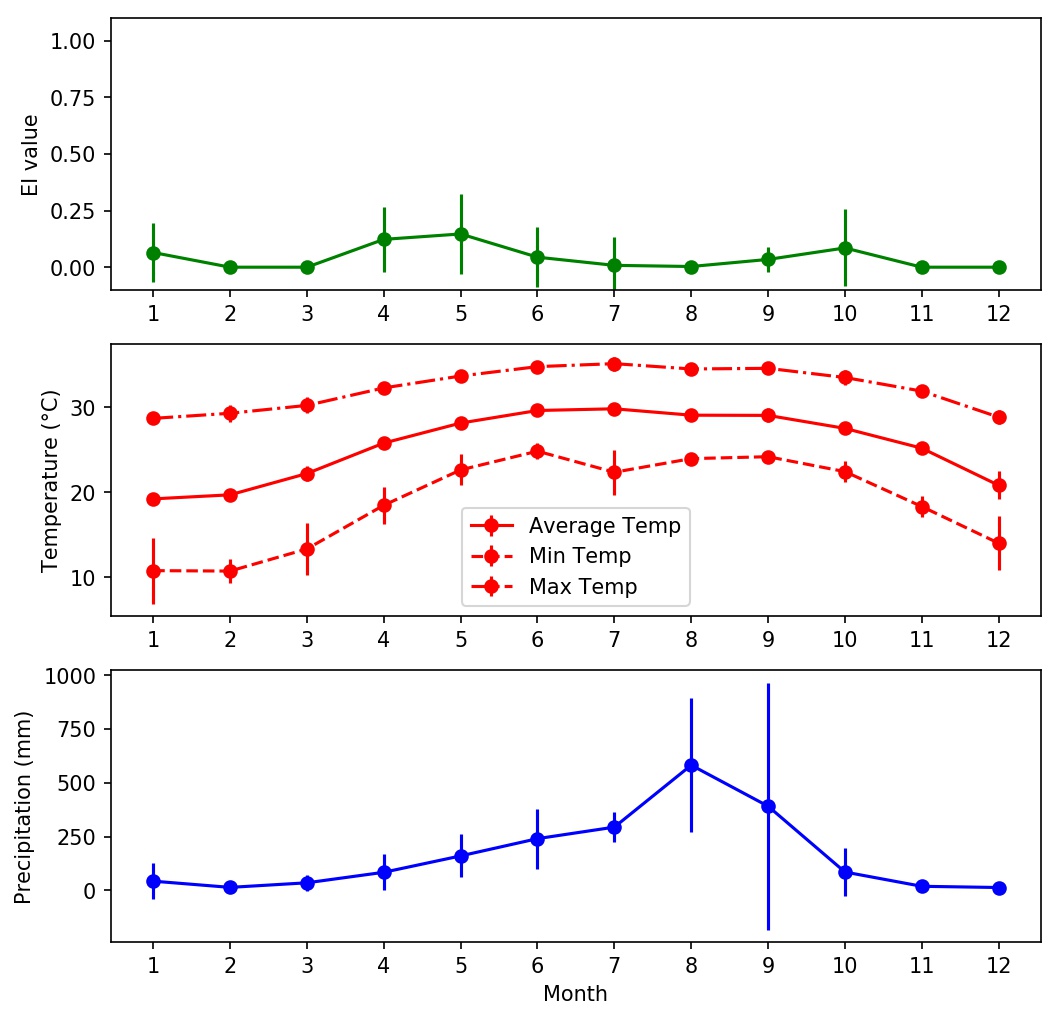 1.00
0.75
0.50
0.25
0.00
EI value
1 2 3 4 5 6 7 8 9 10 11 12
30
20
10
Temperature (°C)
Average Temp
Min Temp
Max Temp
1 2 3 4 5 6 7 8 9 10 11 12
1000
750
500
250
0
Precipitation (mm)
1 2 3 4 5 6 7 8 9 10 11 12
Month